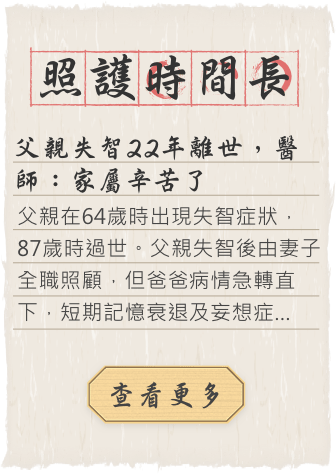 照護時間長
父親失智22年離世，醫
師：家屬辛苦了
父親在64歲時出現失智症狀，
87歲時過世。父親失智後由妻子
全職照顧，但爸爸病情急轉直
下，短期記憶衰退及妄想症...
查看更多